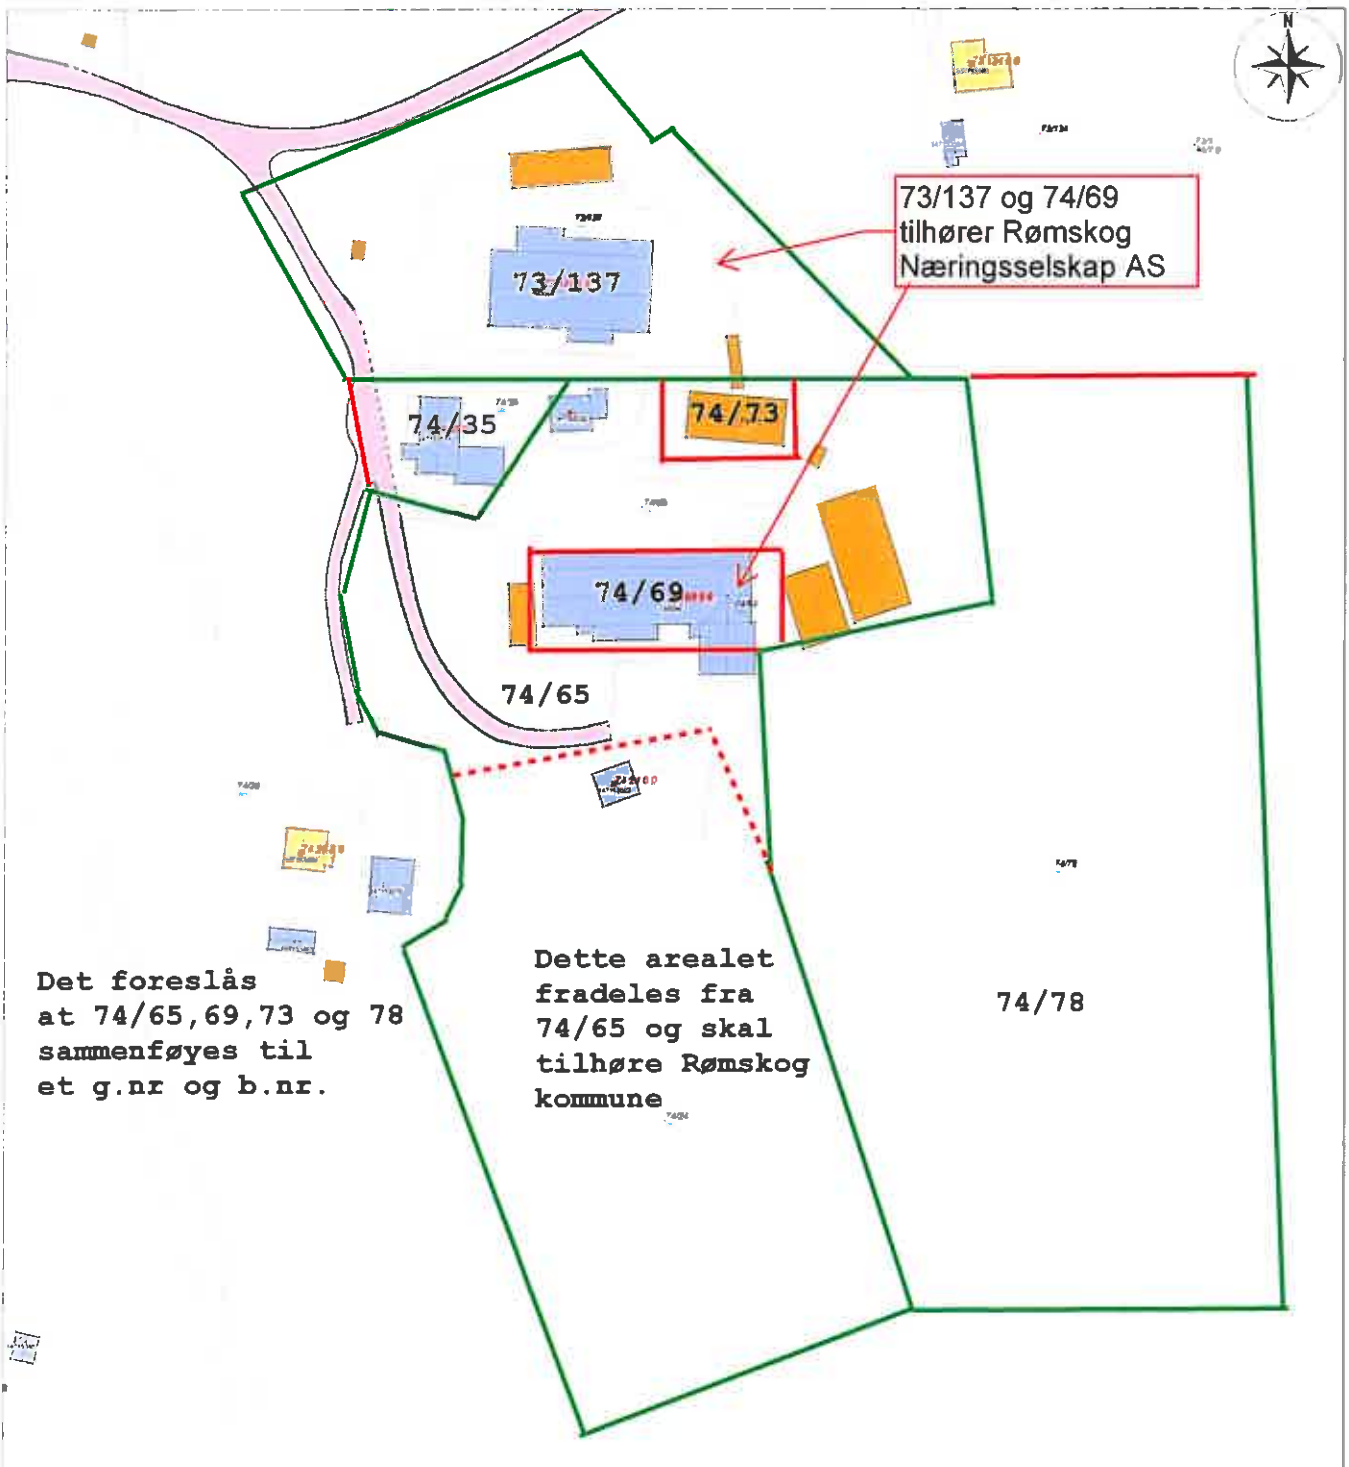 N
73/137 og 74/69
tilhører Rømskog
Næringsselskap AS
73/137
74/35
74/73
74/69
74/65
74/78
Det foreslås
at 74/65,69,73 og 78
sammenføyes til
et g.nr og b.nr.
Dette arealet
fradeles fra
74/65 og skal
tilhøre Rømskog
kommune